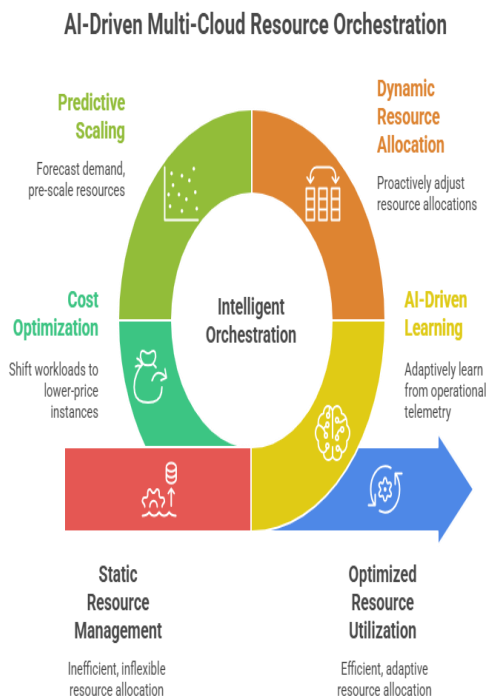 AI-Driven Multi-Cloud Resource Orchestration
Predictive
Scaling
Forecast demand,
pre-scale resources
Dynamic
Resource
Allocation
Proactively adjust
resource allocations
Cost
Optimization
Shift workloads to
lower-price
instances
Intelligent
Orchestration
AI-Driven
Learning
Adaptively learn
from operational
telemetry
Static
Resource
Management
Inefficient, inflexible
resource allocation
Optimized
Resource
Utilization
Efficient, adaptive
resource allocation